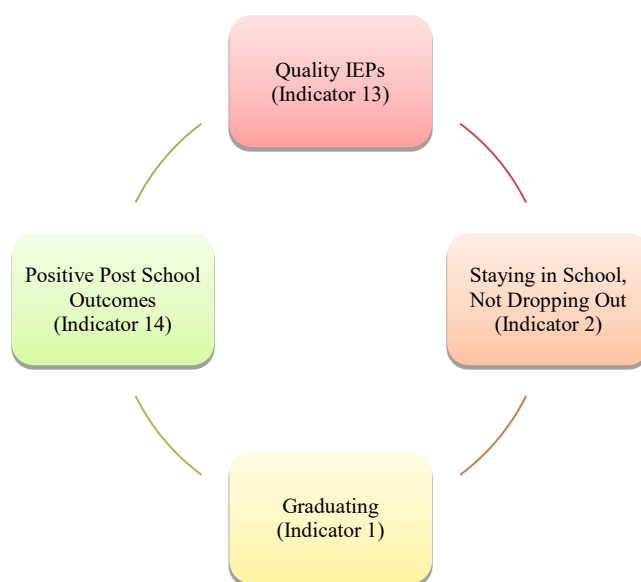 Quality IEPs
(Indicator 13)
Staying in School,
Not Dropping Out
(Indicator 2)
Graduating
(Indicator 1)
Positive Post School
Outcomes
(Indicator 14)